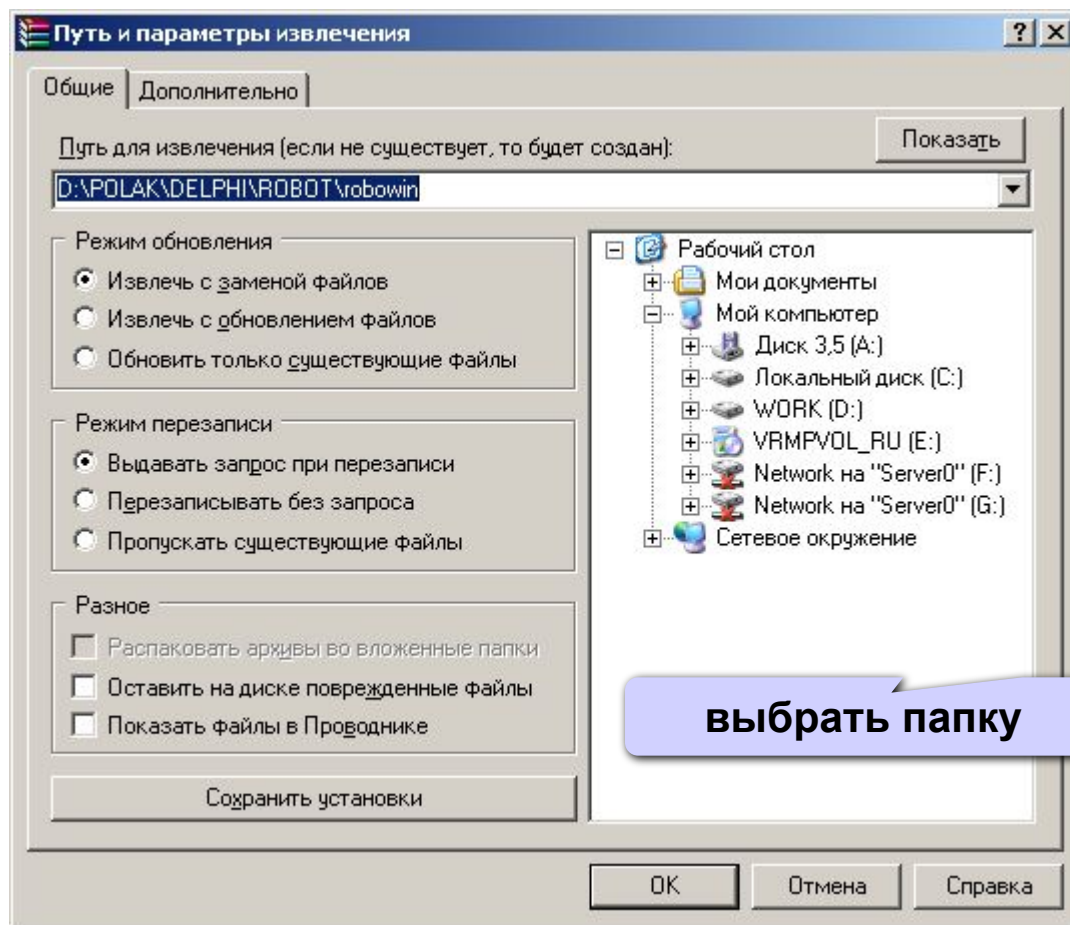 Путь и параметры извлечения
Общие
Дополнительно
Путь для извлечения (если не существует, то будет создан):
Показать
D:\POLAK\DELPHI\ROBOT\robowin
Режим обновления
Извлечь с заменой файлов
Извлечь с обновлением файлов
Обновить только существующие файлы
Режим перезаписи
Выдавать запрос при перезаписи
Перезаписывать без запроса
Пропускать существующие файлы
Разное
Распаковать архивы во вложенные папки
Оставить на диске поврежденные файлы
Показать файлы в Проводнике
Сохранить установки
Рабочий стол
Мои документы
Мой компьютер
Диск 3,5 (A:)
Локальный диск (C:)
WORK (D:)
VRMPVOL_RU (E:)
Network на "Server0" (F:)
Network на "Server0" (G:)
Сетевое окружение
выбрать папку
OK
Отмена
Справка